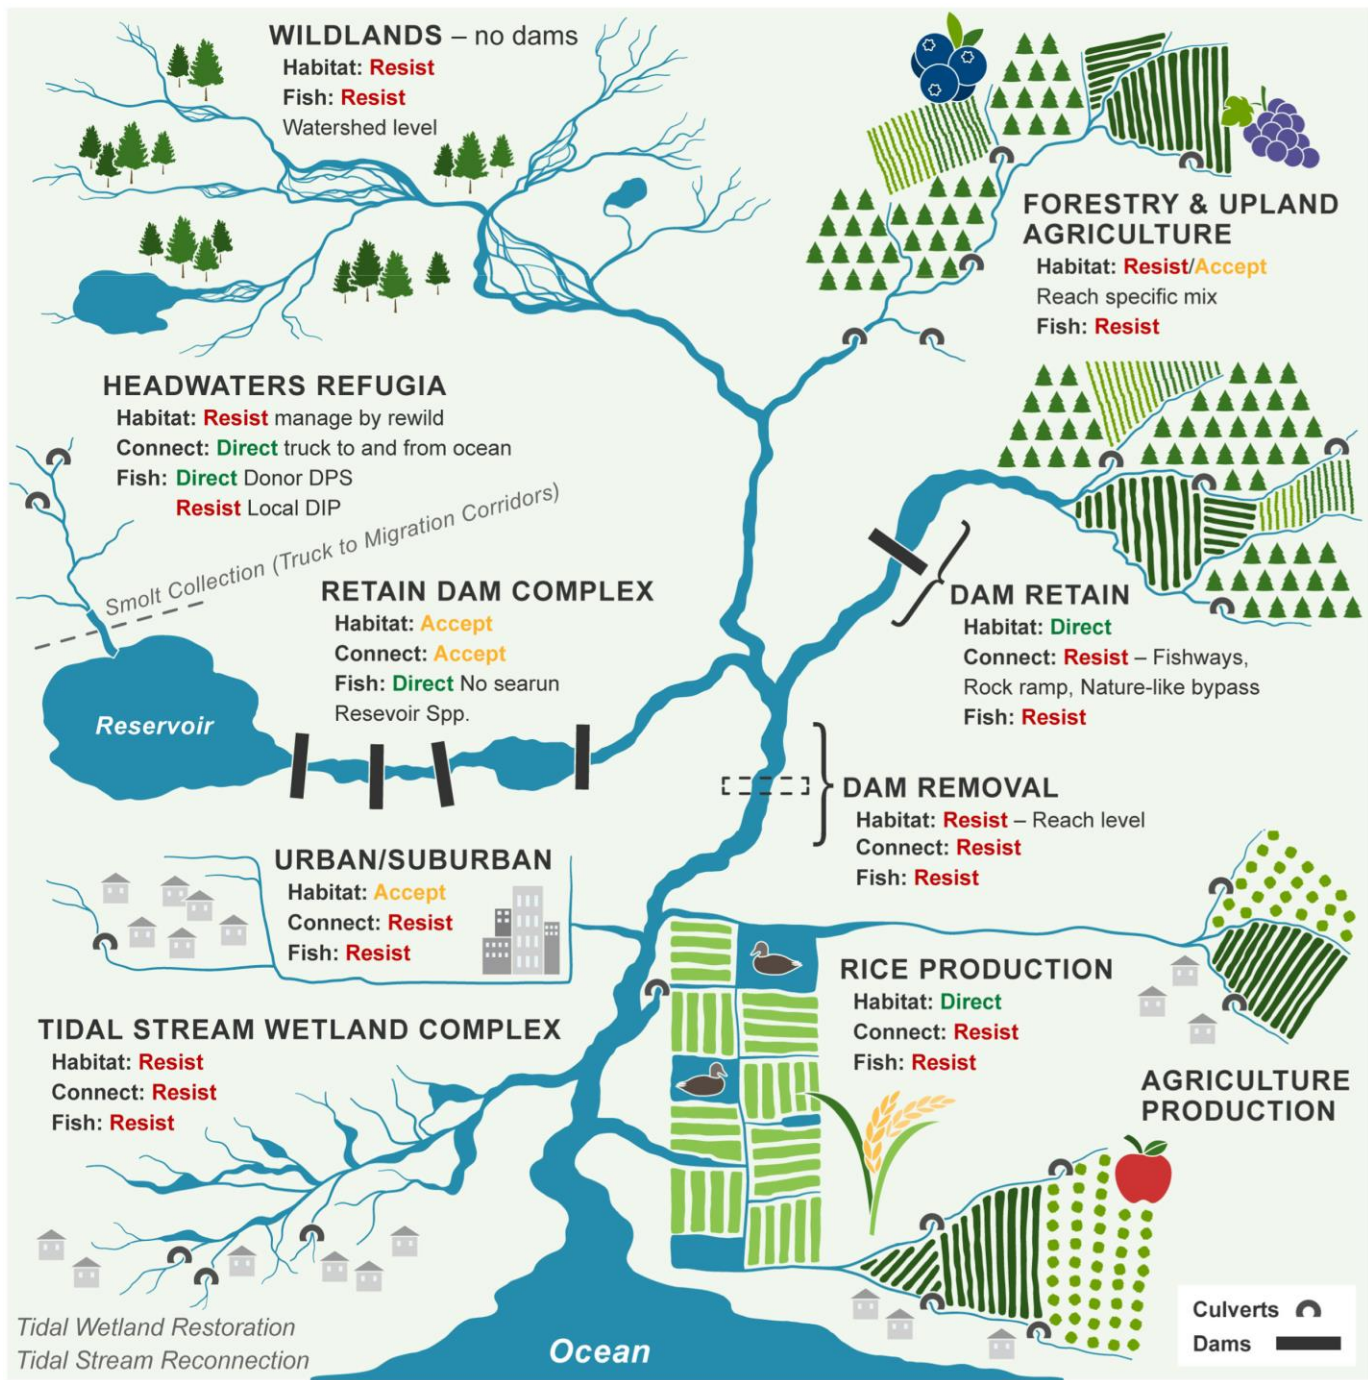 WILDLANDS – no dams
Habitat: Resist
Fish: Resist
Watershed level
FORESTRY & UPLAND
AGRICULTURE
Habitat: Resist/Accept
Reach specific mix
Fish: Resist
HEADWATERS REFUGIA
Habitat: Resist manage by rewild
Connect: Direct truck to and from ocean
Fish: Direct Donor DPS
Resist Local DIP
Smolt Collection (Truck to Migration Corridors)
RETAIN DAM COMPLEX
Habitat: Accept
Connect: Accept
Fish: Direct No searun
Resevoir Spp.
DAM RETAIN
Habitat: Direct
Connect: Resist – Fishways,
Rock ramp, Nature-like bypass
Fish: Resist
Reservoir
DAM REMOVAL
Habitat: Resist – Reach level
Connect: Resist
Fish: Resist
URBAN/SUBURBAN
Habitat: Accept
Connect: Resist
Fish: Resist
RICE PRODUCTION
Habitat: Direct
Connect: Resist
Fish: Resist
TIDAL STREAM WETLAND COMPLEX
Habitat: Resist
Connect: Resist
Fish: Resist
AGRICULTURE
PRODUCTION
Tidal Wetland Restoration
Tidal Stream Reconnection
Ocean
Culverts
Dams